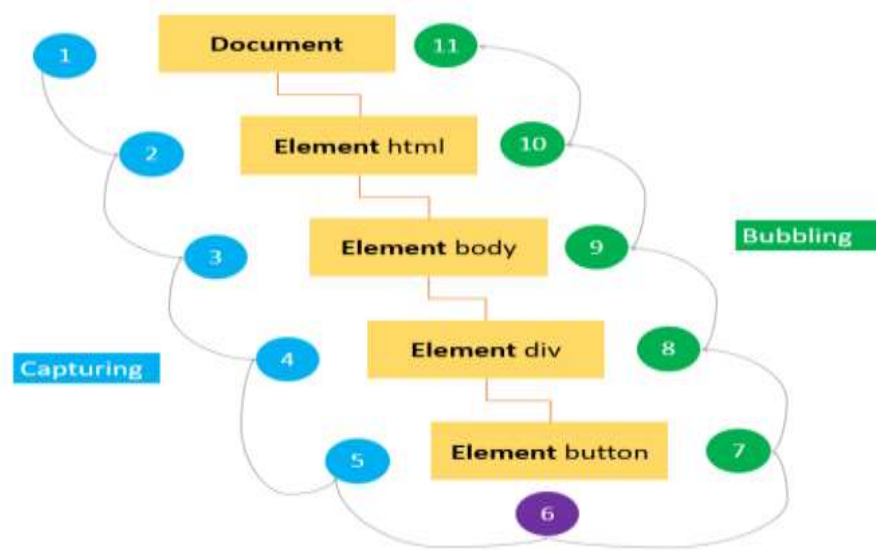 1
Document
11
2
Element html
10
3
Element body
9
Bubbling
4
Element div
8
Capturing
5
Element button
7
6